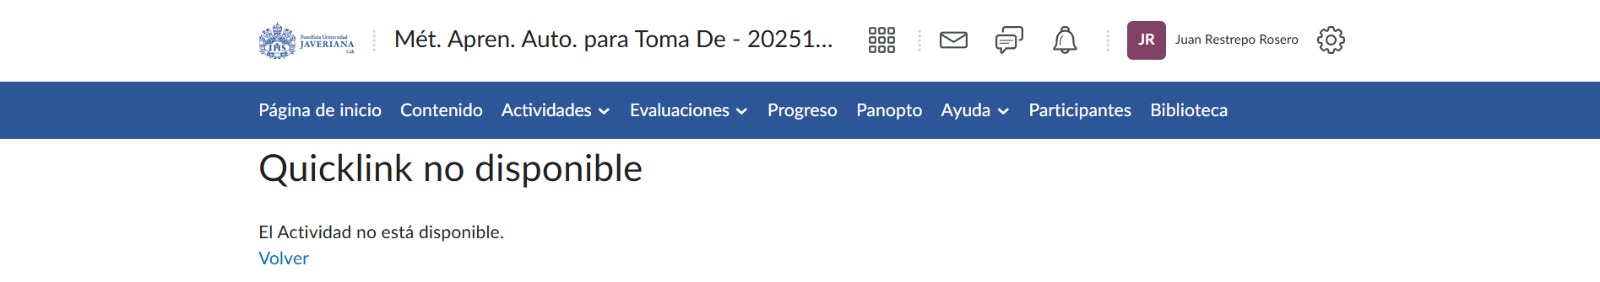 Pontificia Universidad
JAVERIANA
Cali
Mét. Apren. Auto. para Toma De - 20251...
JR
Juan Restrepo Rosero
Página de inicio
Contenido
Actividades
Evaluaciones
Progreso
Panopto
Ayuda
Participantes
Biblioteca
Quicklink no disponible
El Actividad no está disponible.
Volver